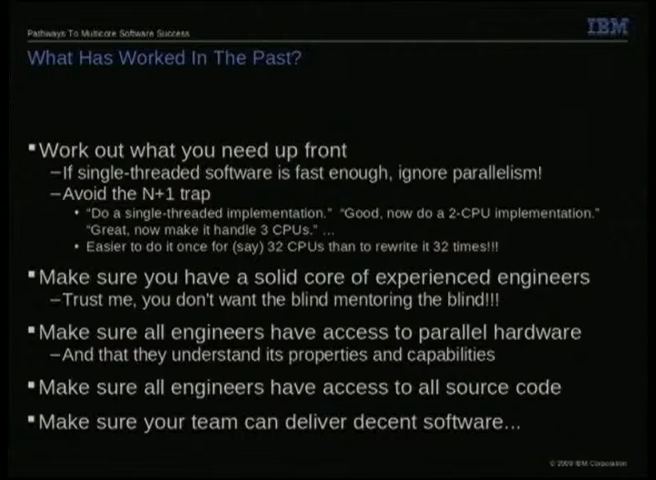 Pathways To Multicore Software Success
IBM
What Has Worked In The Past?
▪Work out what you need up front
–If single-threaded software is fast enough, ignore parallelism!
–Avoid the N+1 trap
• “Do a single-threaded implementation.” “Good, now do a 2-CPU implementation.”
“Great, now make it handle 3 CPUs.” ...
• Easier to do it once for (say) 32 CPUs than to rewrite it 32 times!!!
▪Make sure you have a solid core of experienced engineers
–Trust me, you don't want the blind mentoring the blind!!!
▪Make sure all engineers have access to parallel hardware
–And that they understand its properties and capabilities
▪Make sure all engineers have access to all source code
▪Make sure your team can deliver decent software...
© 2009 IBM Corporation